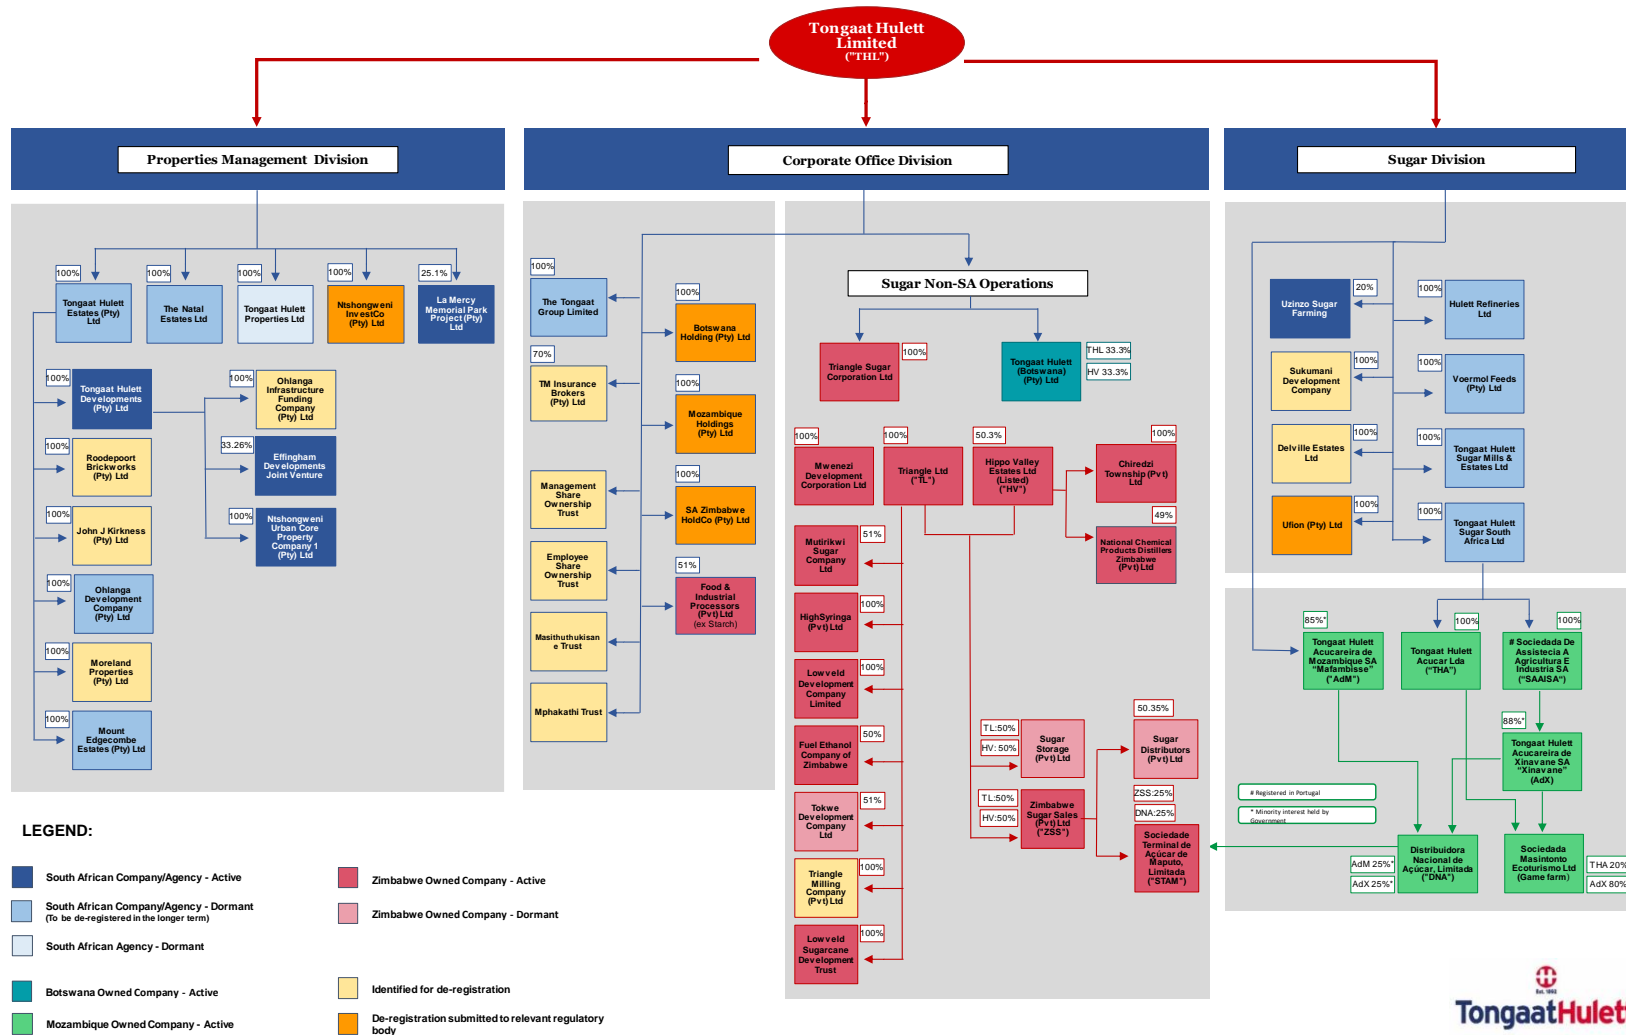 Tongaat Hulett
Limited
("THL")
Properties Management Division
Corporate Office Division
Sugar Division
100%
Tongaat Hulett
Estates (Pty)
Ltd
100%
The Natal
Estates Ltd
100%
Tongaat Hulett
Properties Ltd
100%
Ntshongweni
InvestCo
(Pty) Ltd
25.1%
La Mercy
Memorial Park
Project (Pty)
Ltd
100%
Tongaat Hulett
Developments
(Pty) Ltd
100%
Ohlanga
Infrastructure
Funding
Company
(Pty) Ltd
100%
Roodepoort
Brickworks
(Pty) Ltd
33.26%
Effingham
Developments
Joint Venture
100%
John J Kirkness
(Pty) Ltd
100%
Ntshongweni
Urban Core
Property
Company 1
(Pty) Ltd
100%
Ohlanga
Development
Company
(Pty) Ltd
100%
Moreland
Properties
(Pty) Ltd
100%
Mount
Edgecombe
Estates (Pty) Ltd
100%
The Tongaat
Group Limited
100%
Botswana
Holding (Pty) Ltd
70%
TM Insurance
Brokers
(Pty) Ltd
100%
Mozambique
Holdings
(Pty) Ltd
Management
Share
Ownership
Trust
100%
SA Zimbabwe
HoldCo (Pty) Ltd
Employee
Share
Ownership
Trust
51%
Food &
Industrial
Processors
(Pvt) Ltd
(ex Starch)
Masithuthukisan
e Trust
Mphakathi Trust
Sugar Non-SA Operations
Triangle Sugar
Corporation Ltd
100%
Tongaat Hulett
(Botswana)
(Pty) Ltd
THL 33.3%
HV 33.3%
100%
Mwenezi
Development
Corporation Ltd
100%
Triangle Ltd
("TL")
50.3%
Hippo Valley
Estates Ltd
(Listed)
("HV")
100%
Chiredzi
Township (Pvt)
Ltd
49%
National Chemical
Products Distillers
Zimbabwe
(Pvt) Ltd
Mutirikwi
Sugar
Company
Ltd
51%
HighSyringa
(Pvt) Ltd
100%
Lowveld
Development
Company
Limited
100%
Fuel Ethanol
Company of
Zimbabwe
50%
Tokwe
Development
Company
Ltd
51%
Triangle
Milling
Company
(Pvt) Ltd
100%
Lowveld
Sugarcane
Development
Trust
100%
TL:50%
HV: 50%
Sugar
Storage
(Pvt) Ltd
50.35%
Sugar
Distributors
(Pvt) Ltd
TL:50%
HV:50%
Zimbabwe
Sugar Sales
(Pvt) Ltd
("ZSS")
ZSS:25%
DNA:25%
Sociedade
Terminal de
Açúcar de
Maputo,
Limitada
("STAM")
Uzinzo Sugar
Farming
20%
100%
Hulett Refineries
Ltd
Sukumani
Development
Company
100%
100%
Voermol Feeds
(Pty) Ltd
Delville Estates
Ltd
100%
100%
Tongaat Hulett
Sugar Mills &
Estates Ltd
Ufion (Pty) Ltd
100%
100%
Tongaat Hulett
Sugar South
Africa Ltd
85%*
Tongaat Hulett
Acucareira de
Mozambique SA
“Mafambisse”
("AdM")
100%
Tongaat Hulett
Acucar Lda
(“THA”)
100%
# Sociedada De
Assistecia A
Agricultura E
Industria SA
(“SAAISA“)
88%*
Tongaat Hulett
Acucareira de
Xinavane SA
“Xinavane”
(AdX)
# Registered in Portugal
* Minority interest held by
Government
AdM 25%*
AdX 25%*
Distribuidora
Nacional de
Açúcar, Limitada
("DNA")
Sociedada
Masintonto
Ecoturismo Ltd
(Game farm)
THA 20%
AdX 80%
LEGEND:
South African Company/Agency - Active
South African Company/Agency - Dormant
(To be de-registered in the longer term)
South African Agency - Dormant
Botswana Owned Company - Active
Mozambique Owned Company - Active
Zimbabwe Owned Company - Active
Zimbabwe Owned Company - Dormant
Identified for de-registration
De-registration submitted to relevant regulatory
body
Est. 1892
TongaatHulett